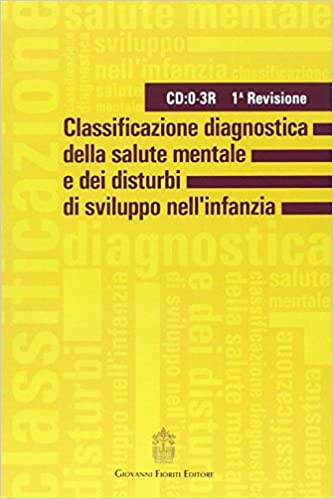 CD:0-3R 1ᴬ Revisione
Classificazione diagnostica
della salute mentale
e dei disturbi
di sviluppo nell'infanzia
GIOVANNI FIORITI EDITORE